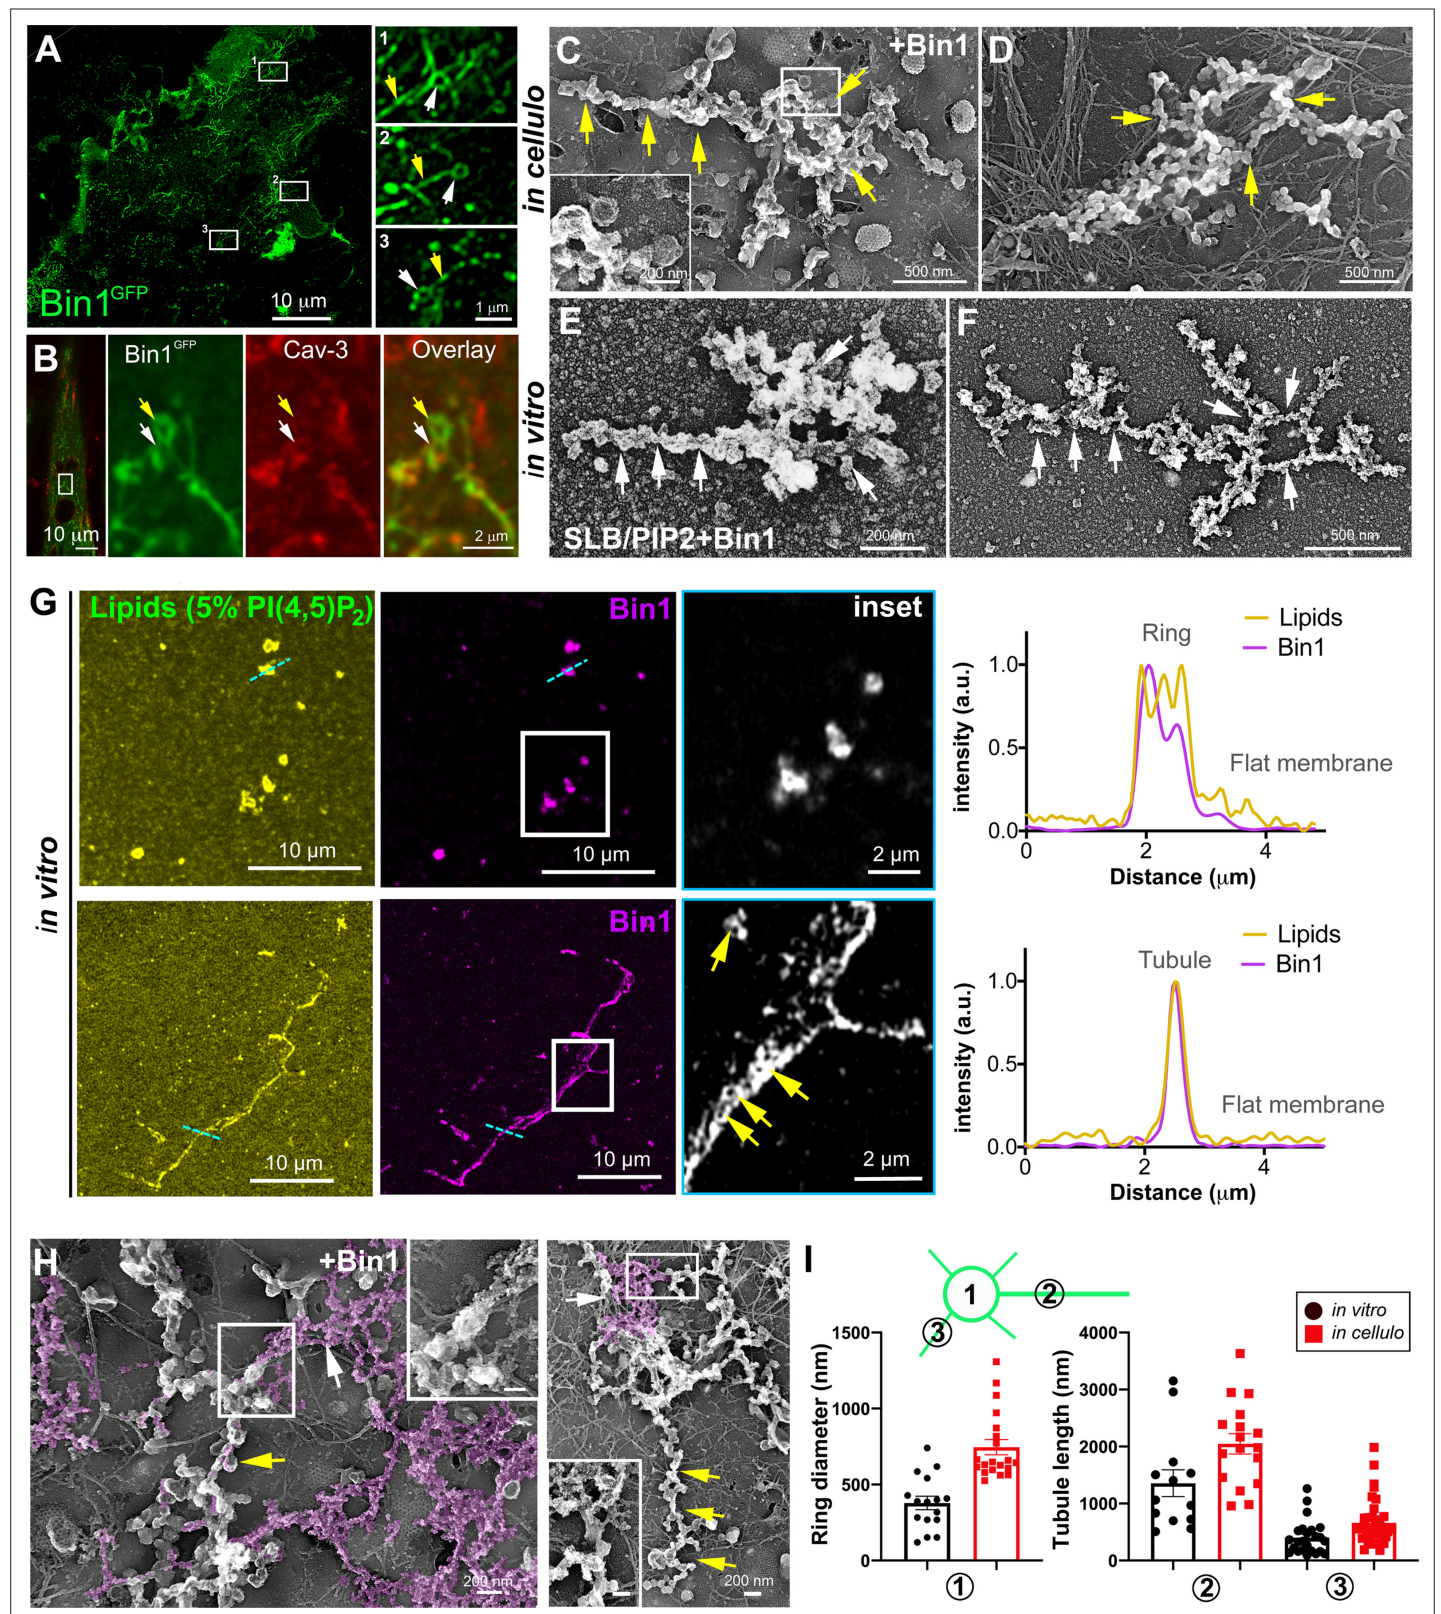 A
1
2
3
Bin1GFP
10 μm
1
2
3
1 μm
B
10 μm
Bin1GFP
Cav-3
Overlay
2 μm
in cellulo
C
+Bin1
200 nm
500 nm
D
500 nm
in vitro
E
SLB/PIP2+Bin1
200 nm
F
500 nm
G
in vitro
Lipids (5% PI(4,5)P2)
10 μm
Bin1
10 μm
inset
2 μm
Lipids
Bin1
Ring
Flat membrane
intensity (a.u.)
1.0
0.5
0.0
0 2 4
Distance (μm)
10 μm
Bin1
10 μm
2 μm
Lipids
Bin1
Tubule
Flat membrane
intensity (a.u.)
1.0
0.5
0.0
0 2 4
Distance (μm)
H
+Bin1
200 nm
200 nm
I
1
2
3
in vitro
in cellulo
Ring diameter (nm)
1500
1000
500
0
1
Tubule length (nm)
4000
3000
2000
1000
0
2 3